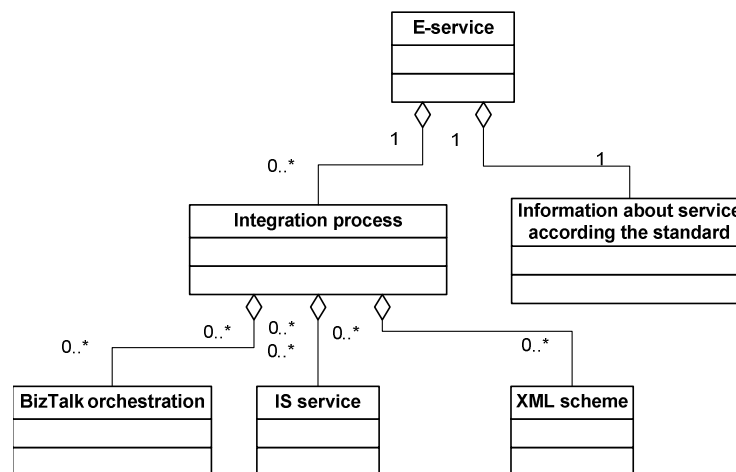 E-service
1
1
0..*
1
Integration process
Information about service
according the standard
0..*
0..*
0..*
0..*
0..*
0..*
BizTalk orchestration
IS service
XML scheme